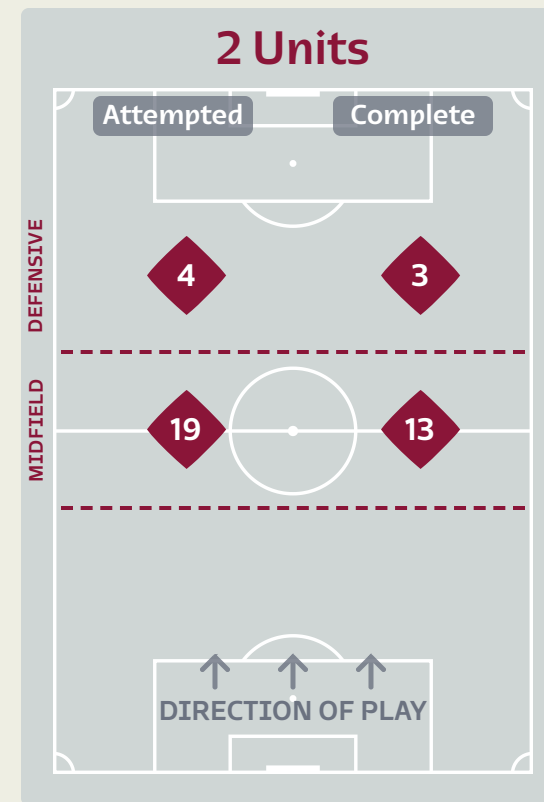 2 Units
Attempted
Complete
DEFENSIVE
4
3
MIDFIELD
19
13
DIRECTION OF PLAY